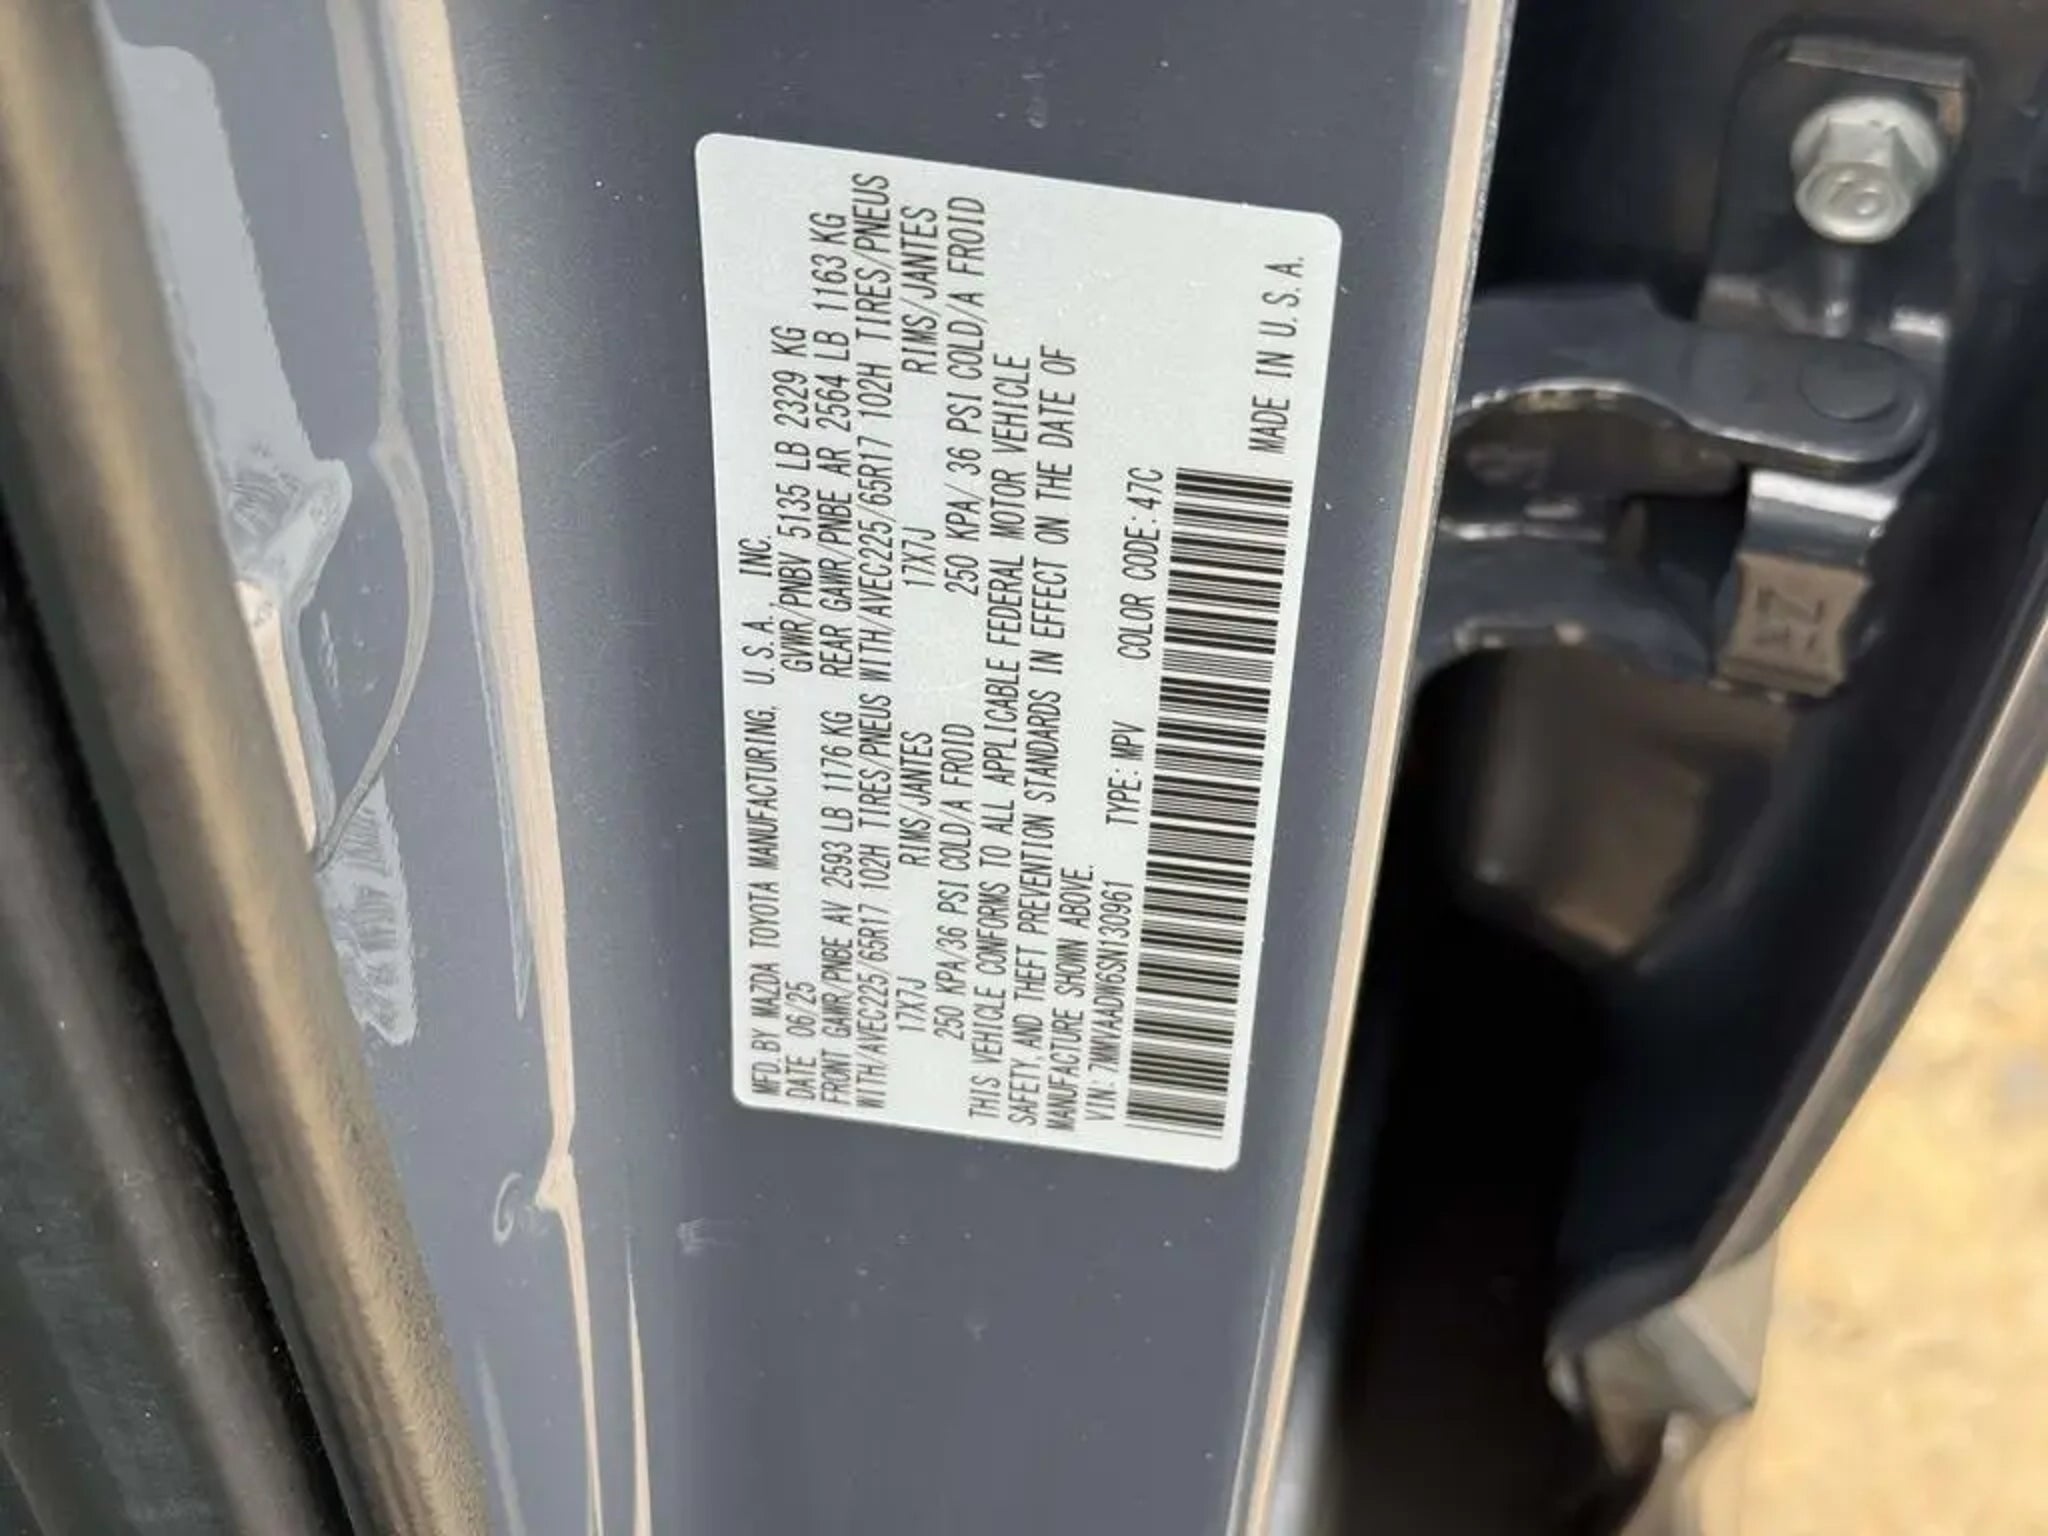 MFD. BY MAZDA TOYOTA MANUFACTURING, U.S.A., INC.
DATE 06/25 GVWR/PNBV 5135 LB 2329 KG
FRONT GAWR/PNBE AV 2593 LB 1176 KG REAR GAWR/PNBE AR 2564 LB 1163 KG
WITH/AVEC225/65R17 102H TIRES/PNEUS WITH/AVEC225/65R17 102H TIRES/PNEUS
17X7J RIMS/JANTES 17X7J RIMS/JANTES
250 KPA/36 PSI COLD/A FROID 250 KPA/36 PSI COLD/A FROID
THIS VEHICLE CONFORMS TO ALL APPLICABLE FEDERAL MOTOR VEHICLE
SAFETY, AND THEFT PREVENTION STANDARDS IN EFFECT ON THE DATE OF
MANUFACTURE SHOWN ABOVE.
VIN: 7MMVAADW6SN130961 TYPE: MPV COLOR CODE: 47C
MADE IN U.S.A.